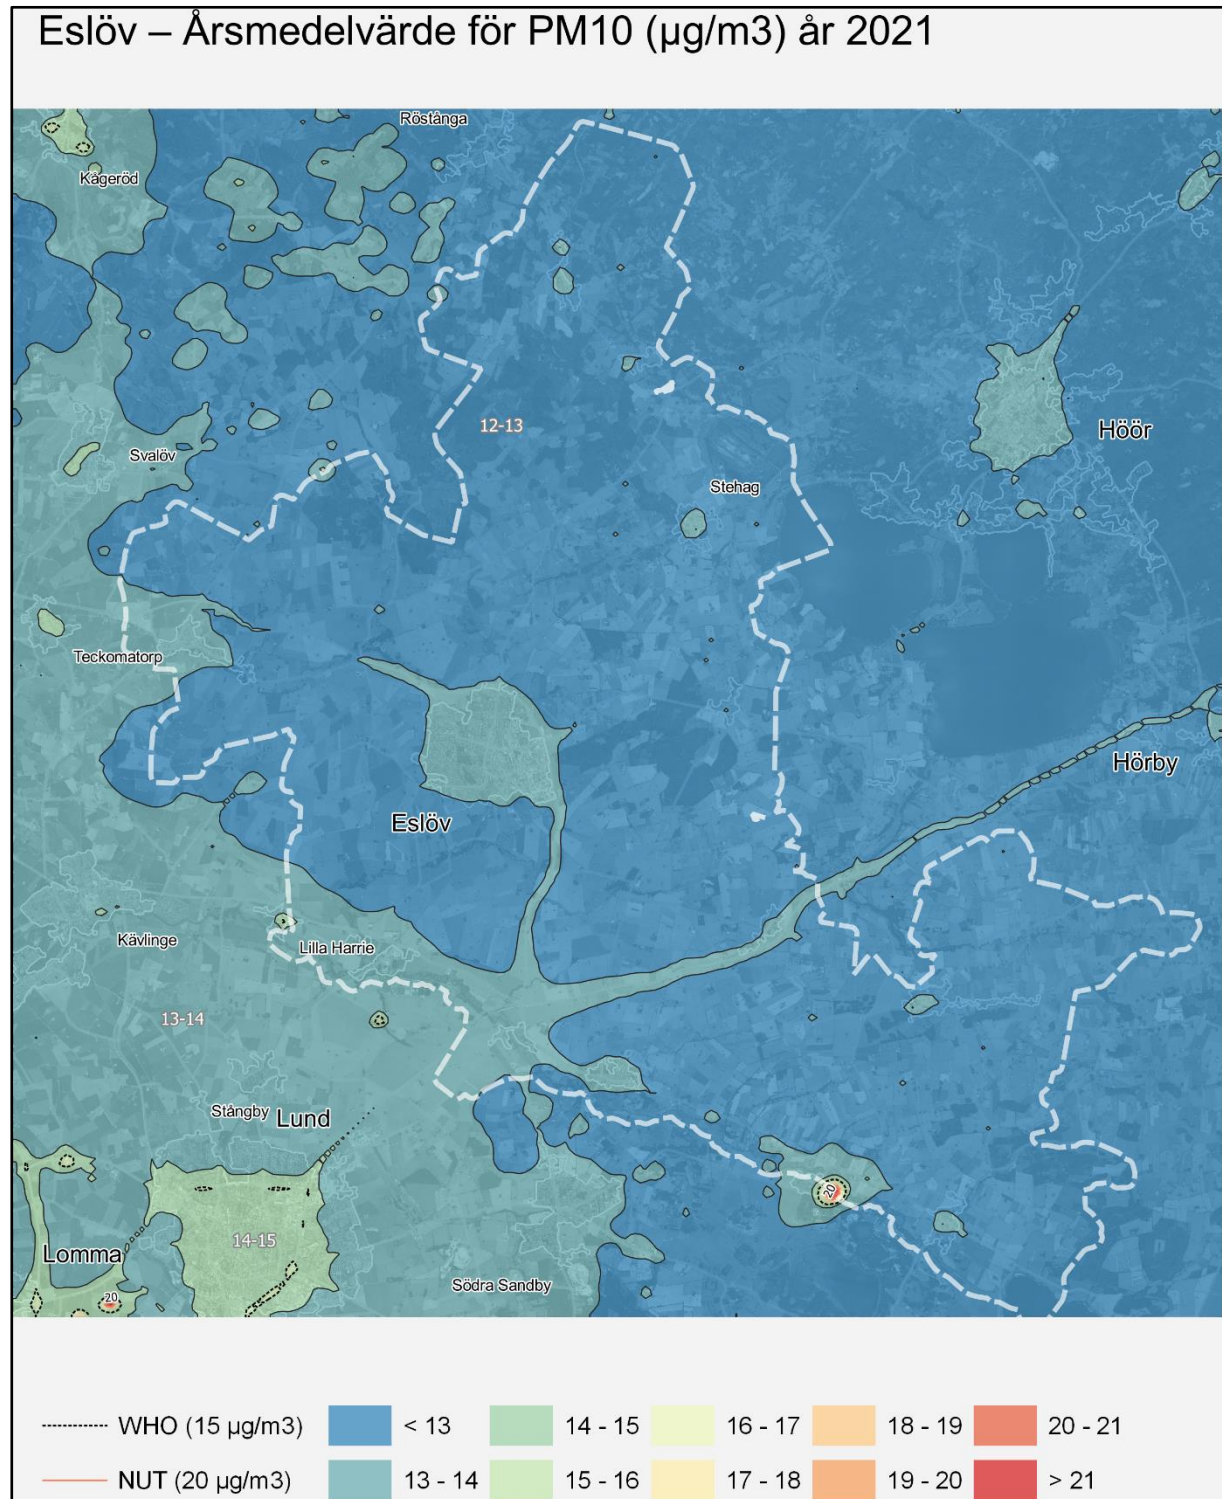 Eslöv – Årsmedelvärde för PM10 (µg/m3) år 2021
Röstånga
Kågeröd
12-13
Höör
Svalöv
Stehag
Teckomatorp
Hörby
Eslöv
Kävlinge
Lilla Harrie
13-14
Stångby
Lund
20
14-15
Lomma
Södra Sandby
20
WHO (15 µg/m3)
< 13
14 - 15
16 - 17
18 - 19
20 - 21
NUT (20 µg/m3)
13 - 14
15 - 16
17 - 18
19 - 20
> 21